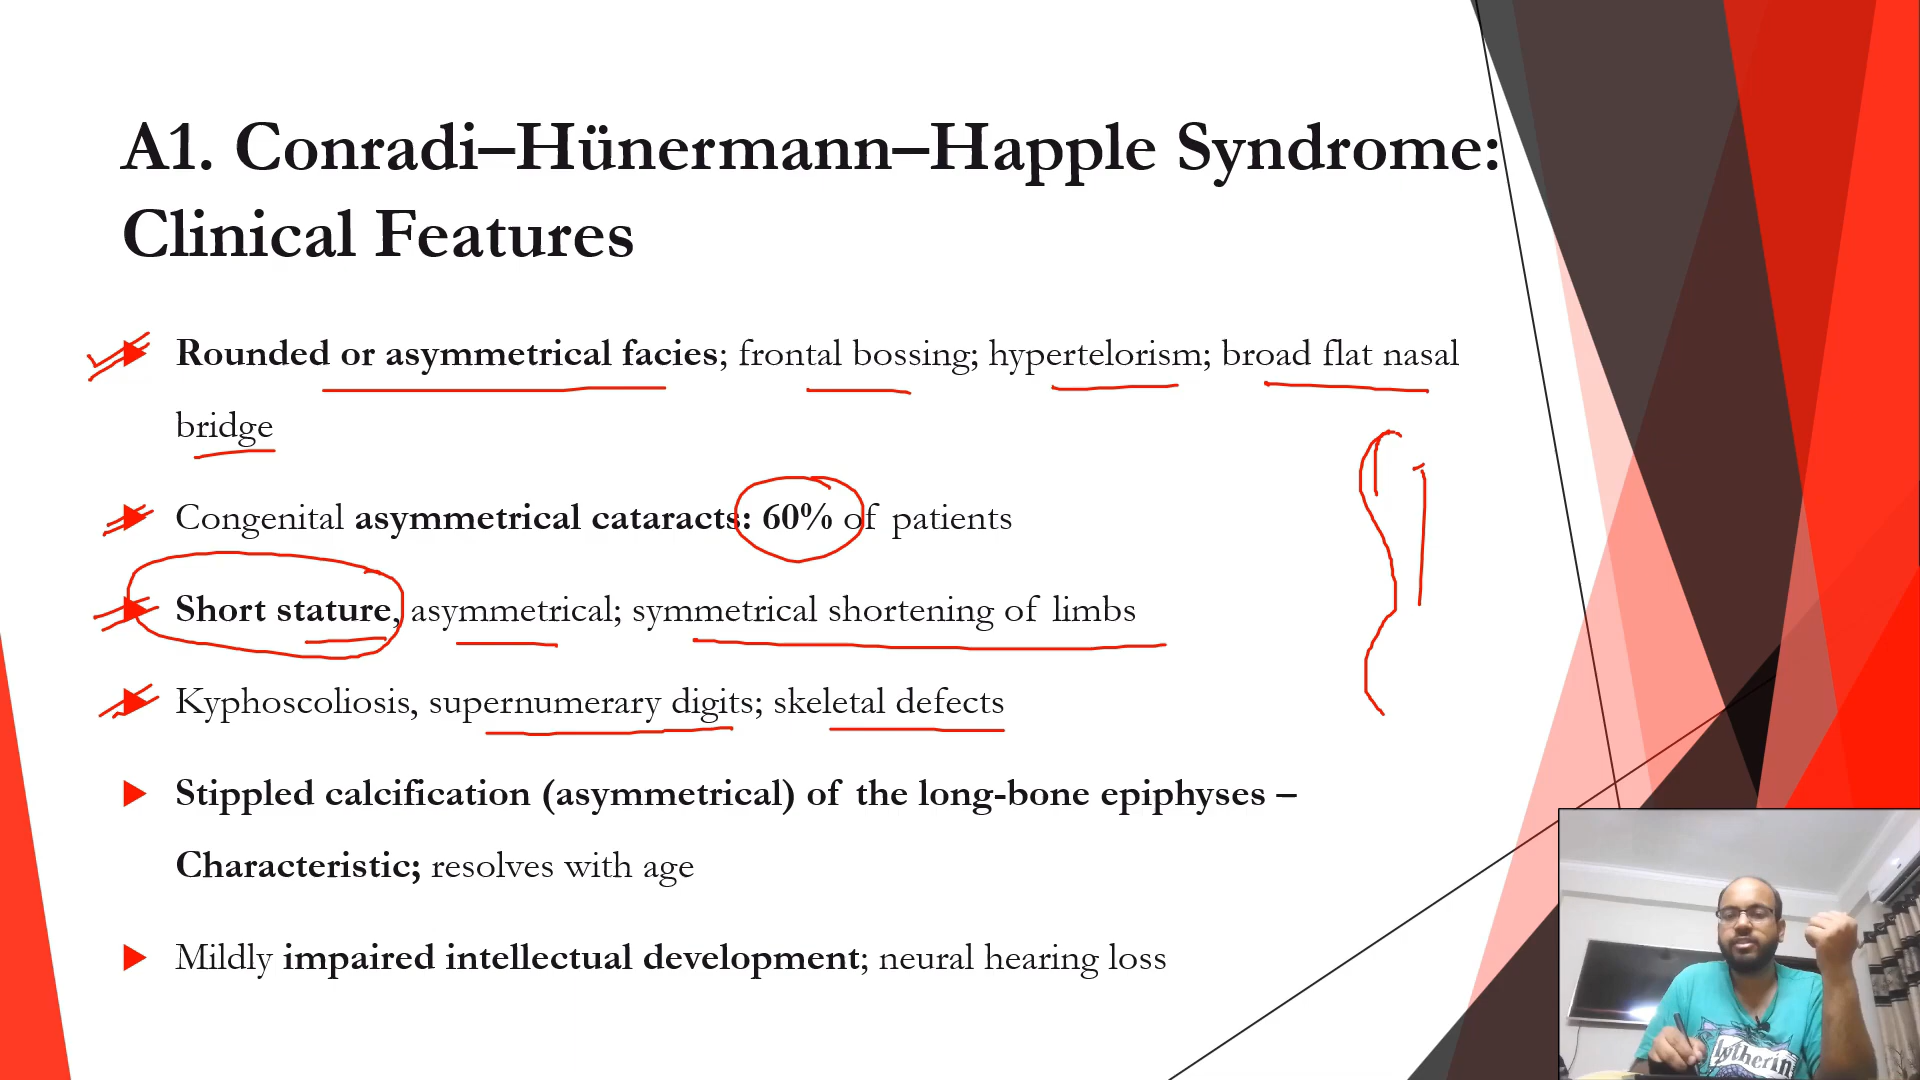 A1. Conradi–Hünermann–Happle Syndrome:
Clinical Features
Rounded or asymmetrical facies; frontal bossing; hypertelorism; broad flat nasal
bridge
Congenital asymmetrical cataracts: 60% of patients
Short stature, asymmetrical; symmetrical shortening of limbs
Kyphoscoliosis, supernumerary digits; skeletal defects
Stippled calcification (asymmetrical) of the long-bone epiphyses –
Characteristic; resolves with age
Mildly impaired intellectual development; neural hearing loss
lytherin